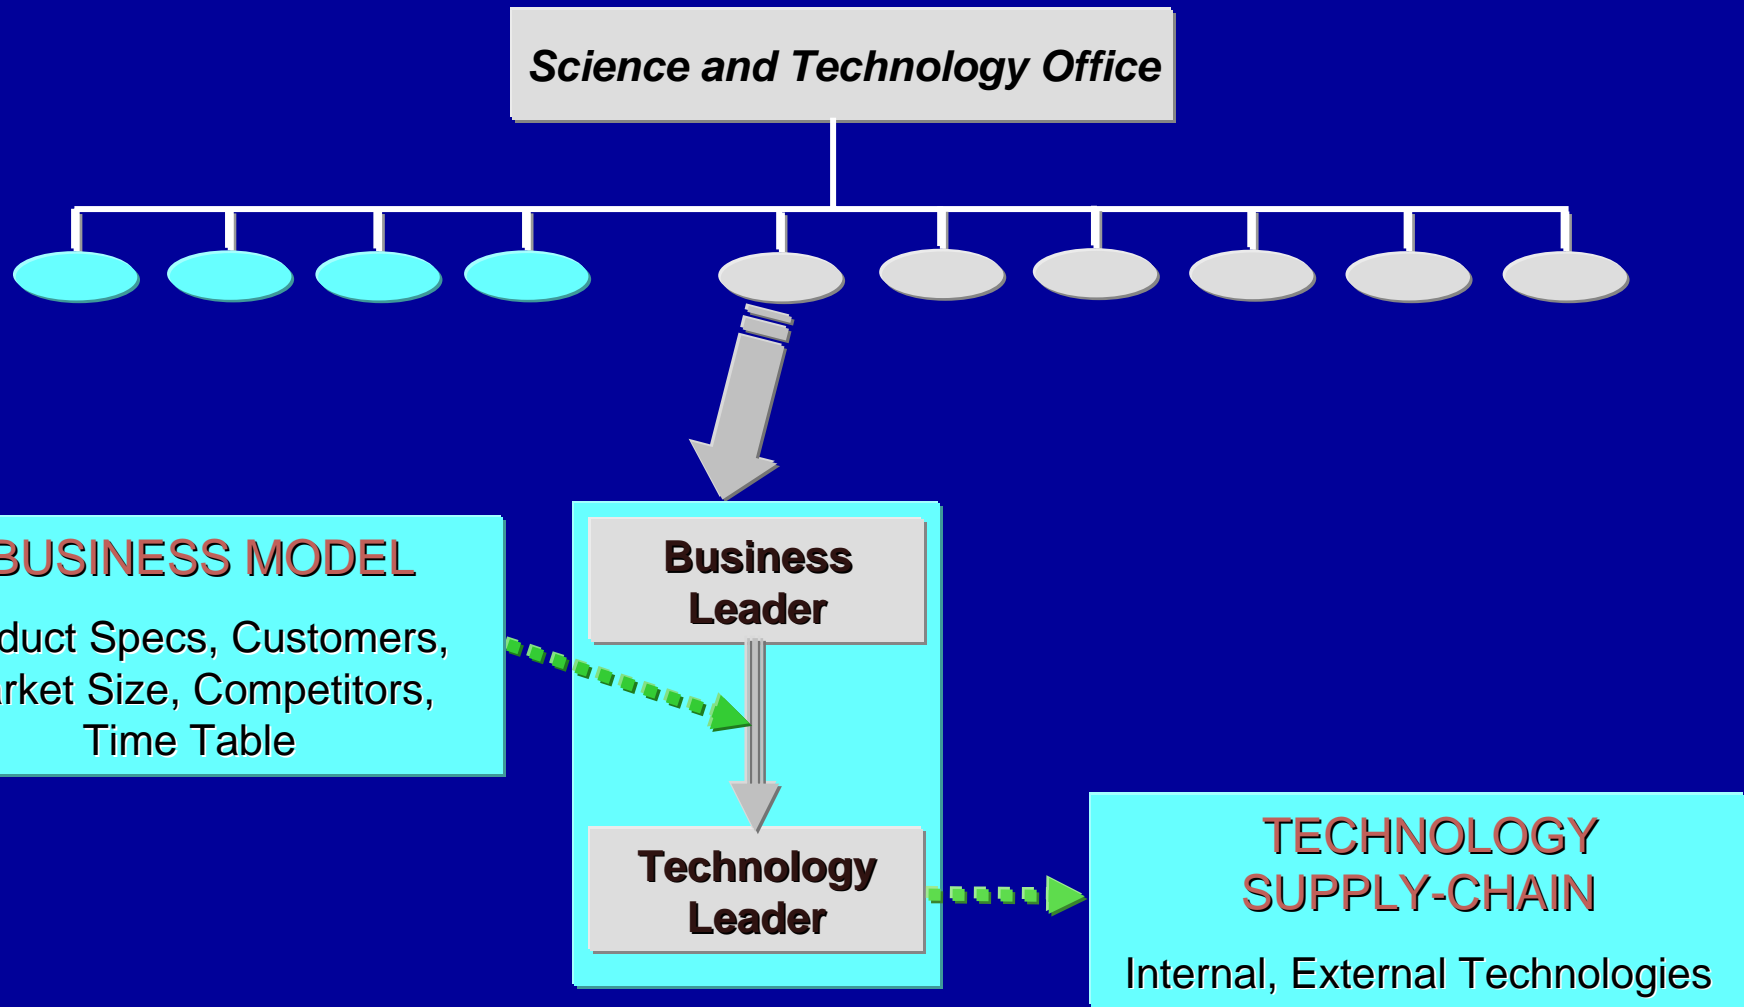 Science and Technology Office
BUSINESS MODEL
duct Specs, Customers,
rket Size, Competitors,
Time Table
Business
Leader
Technology
Leader
TECHNOLOGY
SUPPLY-CHAIN
Internal, External Technologies